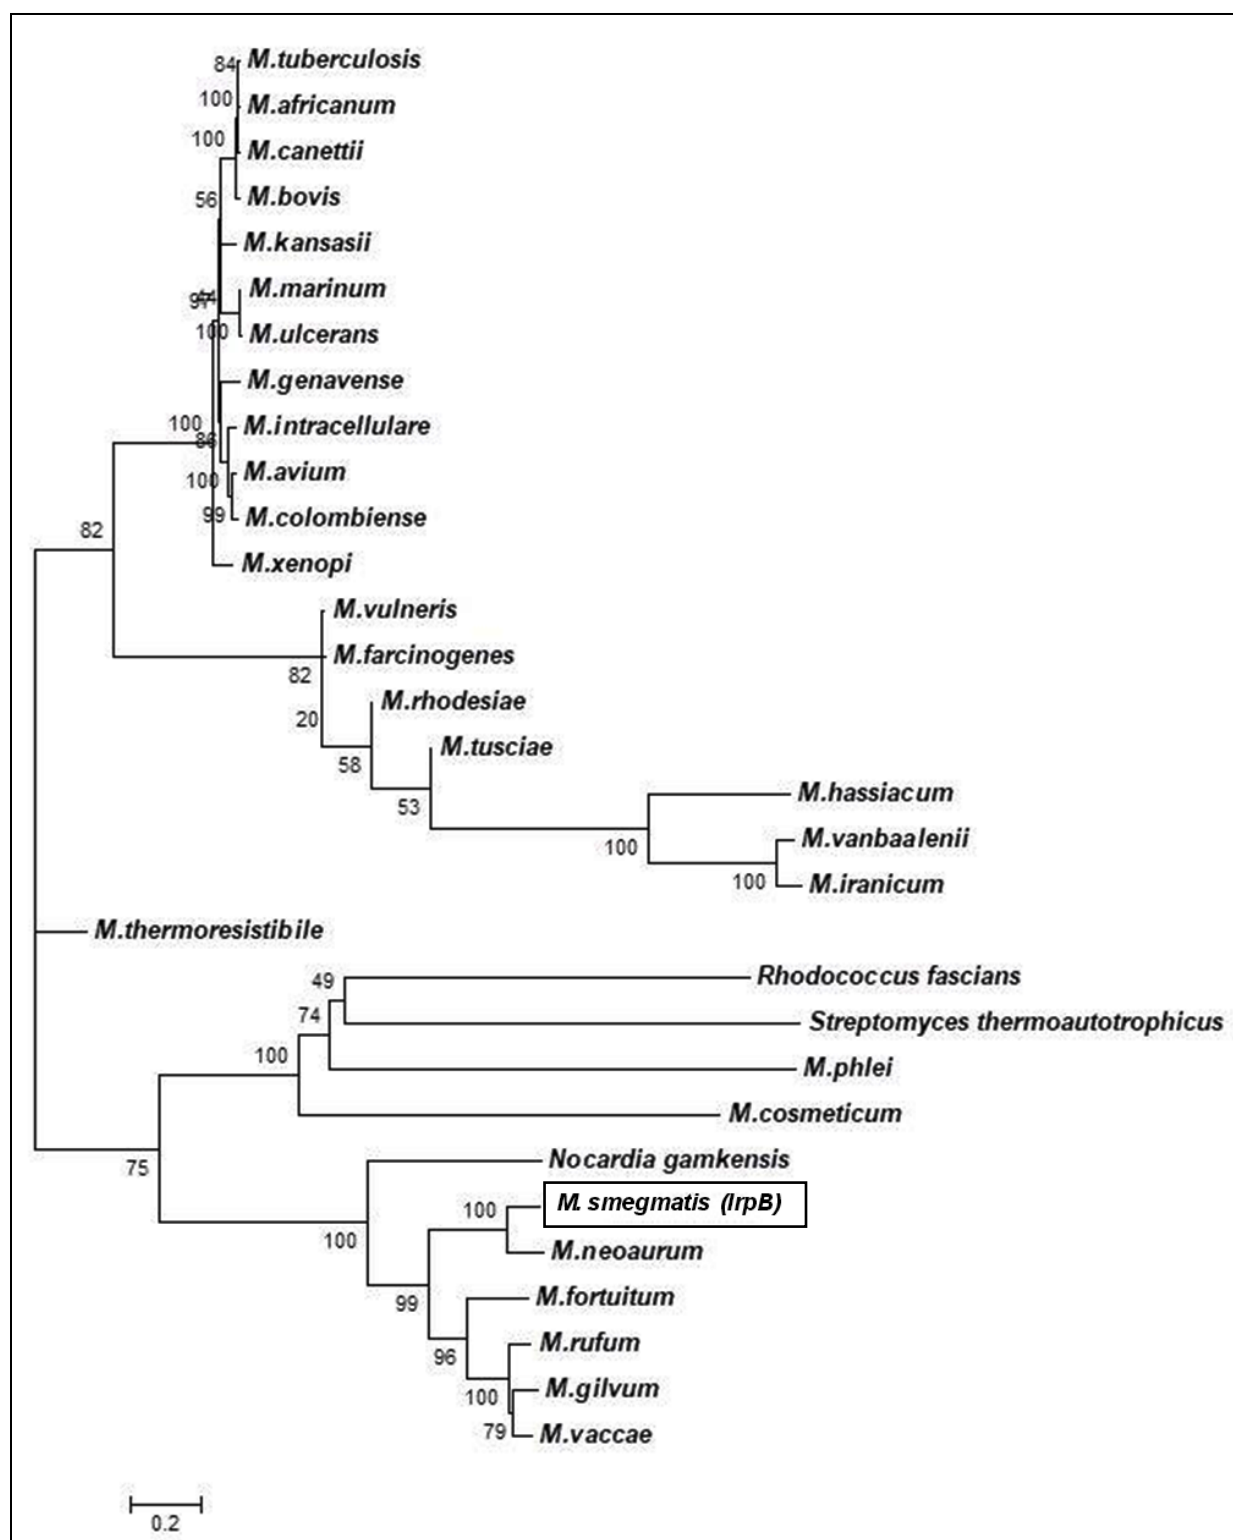 84
M.tuberculosis
100
M.africanum
100
M.canettii
56
M.bovis
M.kansasii
M.marinum
100
M.ulcerans
M.genavense
100
M.intracellulare
86
M.avium
100
99
M.colombiense
82
M.xenopi
M.vulneris
M.farcinogenes
82
M.rhodesiae
20
M.tusciae
58
M.hassiacum
53
M.vanbaalenii
100
M.iranicum
100
M.thermoresistibile
Rhodococcus fascians
49
Streptomyces thermoautotrophicus
74
M.phlei
100
M.cosmeticum
75
Nocardia gamkensis
M. smegmatis (lrpB)
100
M.neoaurum
100
M.fortuitum
99
M.rufum
96
M.gilvum
100
M.vaccae
79
0.2